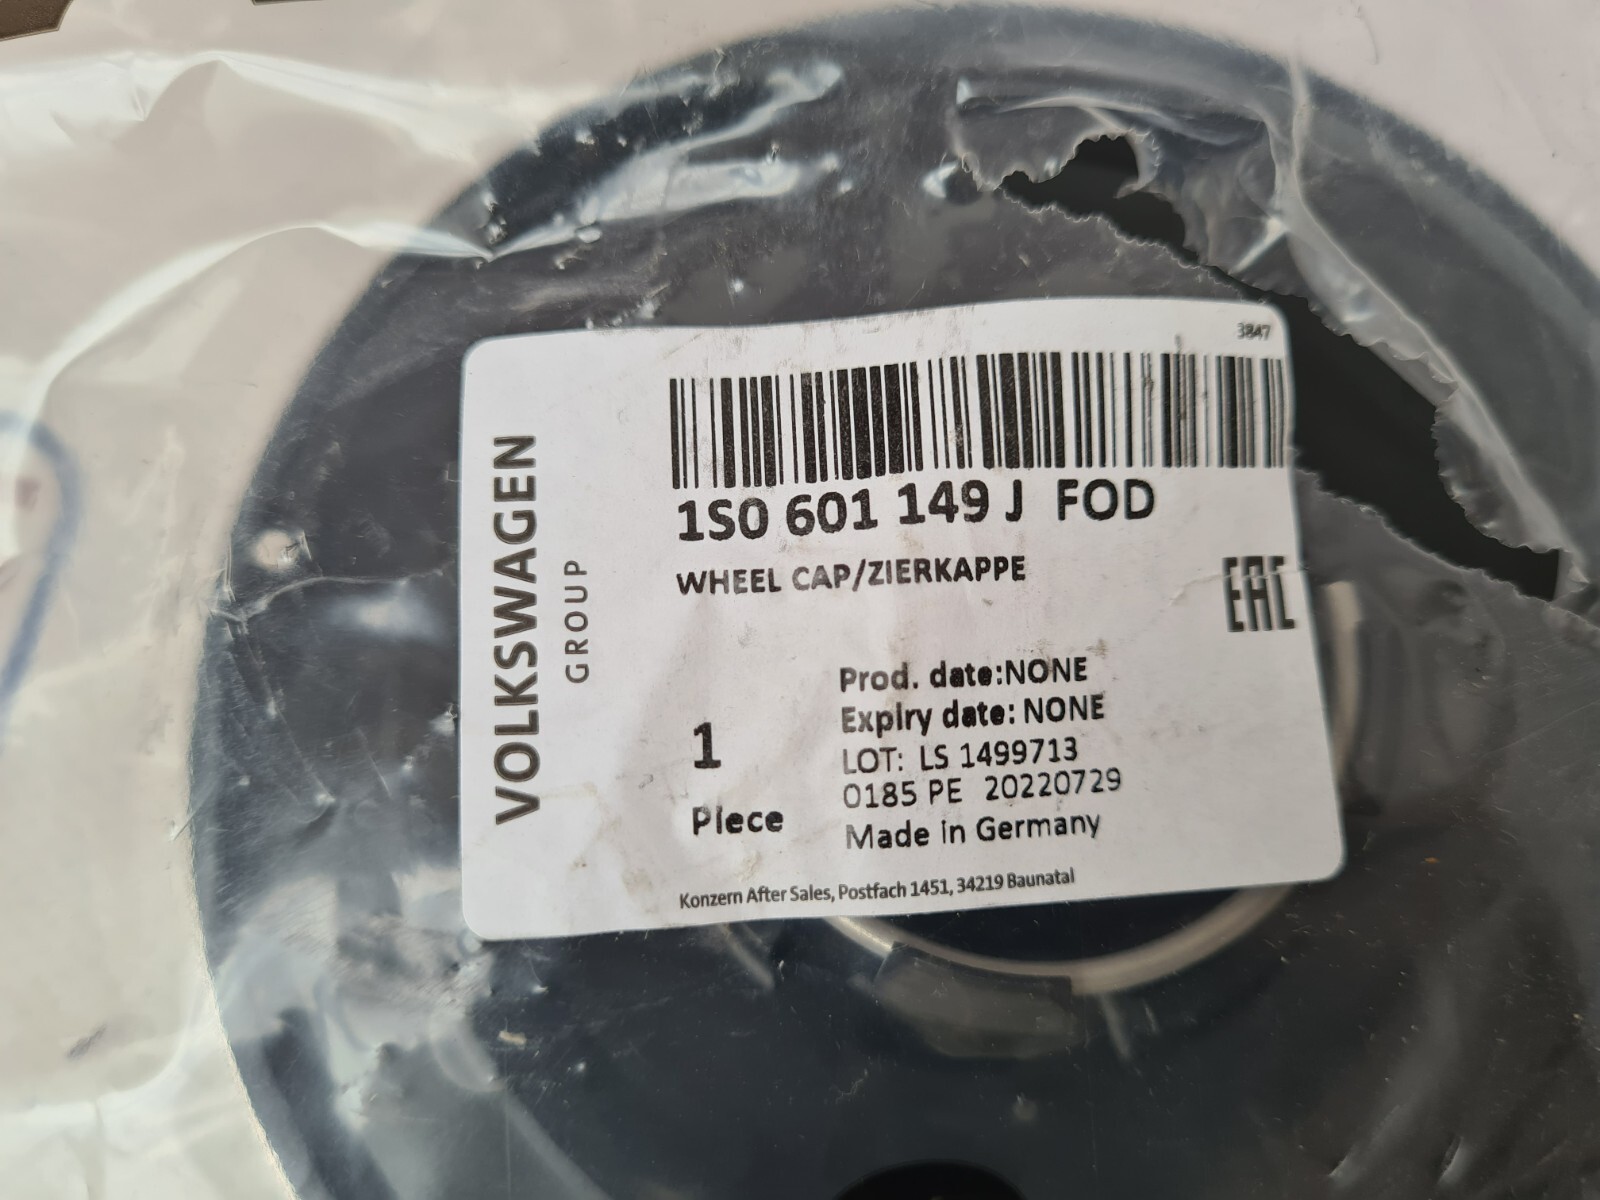 3847
VOLKSWAGEN
GROUP
1S0 601 149 J FOD
WHEEL CAP/ZIERKAPPE
EAC
Prod. date:NONE
Expiry date: NONE
LOT: LS 1499713
0185 PE 20220729
Made in Germany
1
Piece
Konzern After Sales, Postfach 1451, 34219 Baunatal